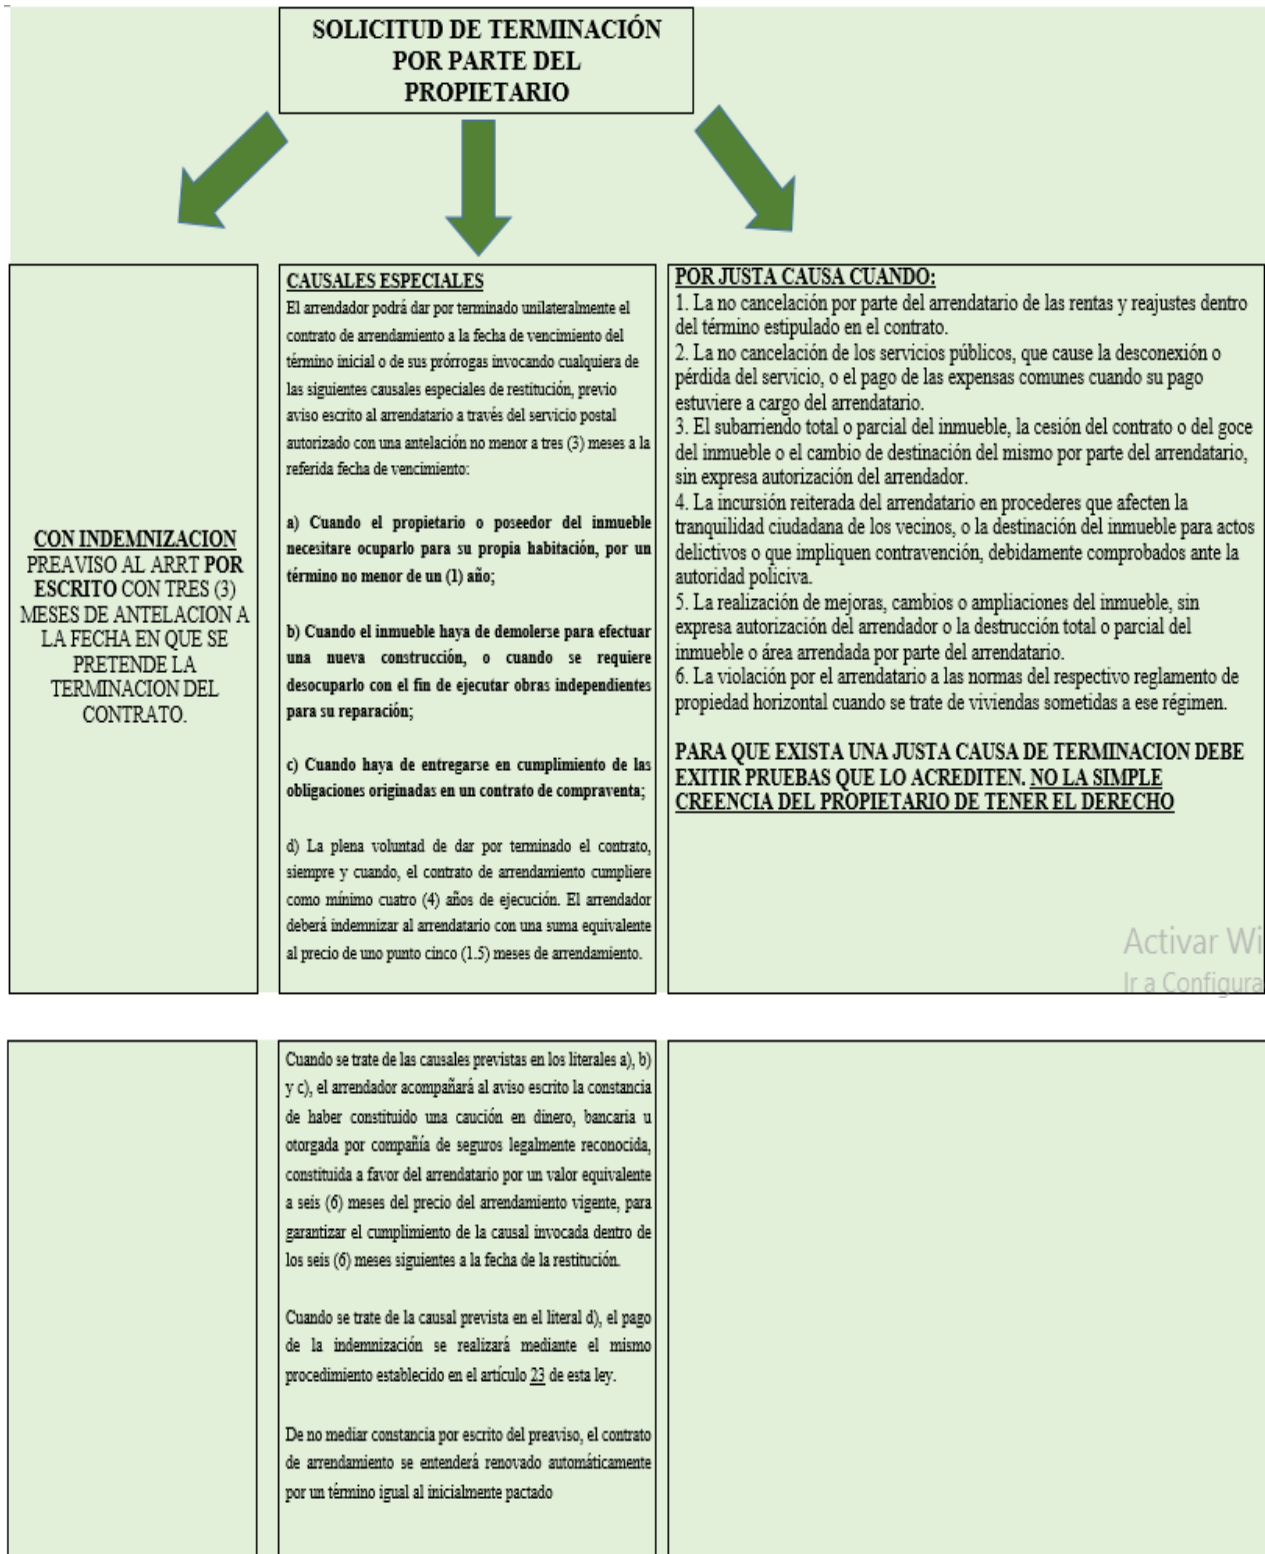 SOLICITUD DE TERMINACIÓN
POR PARTE DEL
PROPIETARIO
CON INDEMNIZACION
PREAVISO AL ARRT POR
ESCRITO CON TRES (3)
MESES DE ANTELACION A
LA FECHA EN QUE SE
PRETENDE LA
TERMINACION DEL
CONTRATO.
CAUSALES ESPECIALES
El arrendador podrá dar por terminado unilateralmente el
contrato de arrendamiento a la fecha de vencimiento del
término inicial o de sus prórrogas invocando cualquiera de
las siguientes causales especiales de restitución, previo
aviso escrito al arrendatario a través del servicio postal
autorizado con una antelación no menor a tres (3) meses a la
referida fecha de vencimiento:
a) Cuando el propietario o poseedor del inmueble
necesitare ocuparlo para su propia habitación, por un
término no menor de un (1) año;
b) Cuando el inmueble haya de demolerse para efectuar
una nueva construcción, o cuando se requiere
desocuparlo con el fin de ejecutar obras independientes
para su reparación;
c) Cuando haya de entregarse en cumplimiento de las
obligaciones originadas en un contrato de compraventa;
d) La plena voluntad de dar por terminado el contrato,
siempre y cuando, el contrato de arrendamiento cumpliere
como mínimo cuatro (4) años de ejecución. El arrendador
deberá indemnizar al arrendatario con una suma equivalente
al precio de uno punto cinco (1.5) meses de arrendamiento.
POR JUSTA CAUSA CUANDO:
1. La no cancelación por parte del arrendatario de las rentas y reajustes dentro
del término estipulado en el contrato.
2. La no cancelación de los servicios públicos, que cause la desconexión o
pérdida del servicio, o el pago de las expensas comunes cuando su pago
estuviere a cargo del arrendatario.
3. El subarriendo total o parcial del inmueble, la cesión del contrato o del goce
del inmueble o el cambio de destinación del mismo por parte del arrendatario,
sin expresa autorización del arrendador.
4. La incursión reiterada del arrendatario en procederes que afecten la
tranquilidad ciudadana de los vecinos, o la destinación del inmueble para actos
delictivos o que impliquen contravención, debidamente comprobados ante la
autoridad policiva.
5. La realización de mejoras, cambios o ampliaciones del inmueble, sin
expresa autorización del arrendador o la destrucción total o parcial del
inmueble o área arrendada por parte del arrendatario.
6. La violación por el arrendatario a las normas del respectivo reglamento de
propiedad horizontal cuando se trate de viviendas sometidas a ese régimen.
PARA QUE EXISTA UNA JUSTA CAUSA DE TERMINACION DEBE
EXITIR PRUEBAS QUE LO ACREDITEN. NO LA SIMPLE
CREENCIA DEL PROPIETARIO DE TENER EL DERECHO
Activar Wi
Ir a Configura
Cuando se trate de las causales previstas en los literales a), b)
y c), el arrendador acompañará al aviso escrito la constancia
de haber constituido una caución en dinero, bancaria u
otorgada por compañía de seguros legalmente reconocida,
constituida a favor del arrendatario por un valor equivalente
a seis (6) meses del precio del arrendamiento vigente, para
garantizar el cumplimiento de la causal invocada dentro de
los seis (6) meses siguientes a la fecha de la restitución.
Cuando se trate de la causal prevista en el literal d), el pago
de la indemnización se realizará mediante el mismo
procedimiento establecido en el artículo 23 de esta ley.
De no mediar constancia por escrito del preaviso, el contrato
de arrendamiento se entenderá renovado automáticamente
por un término igual al inicialmente pactado